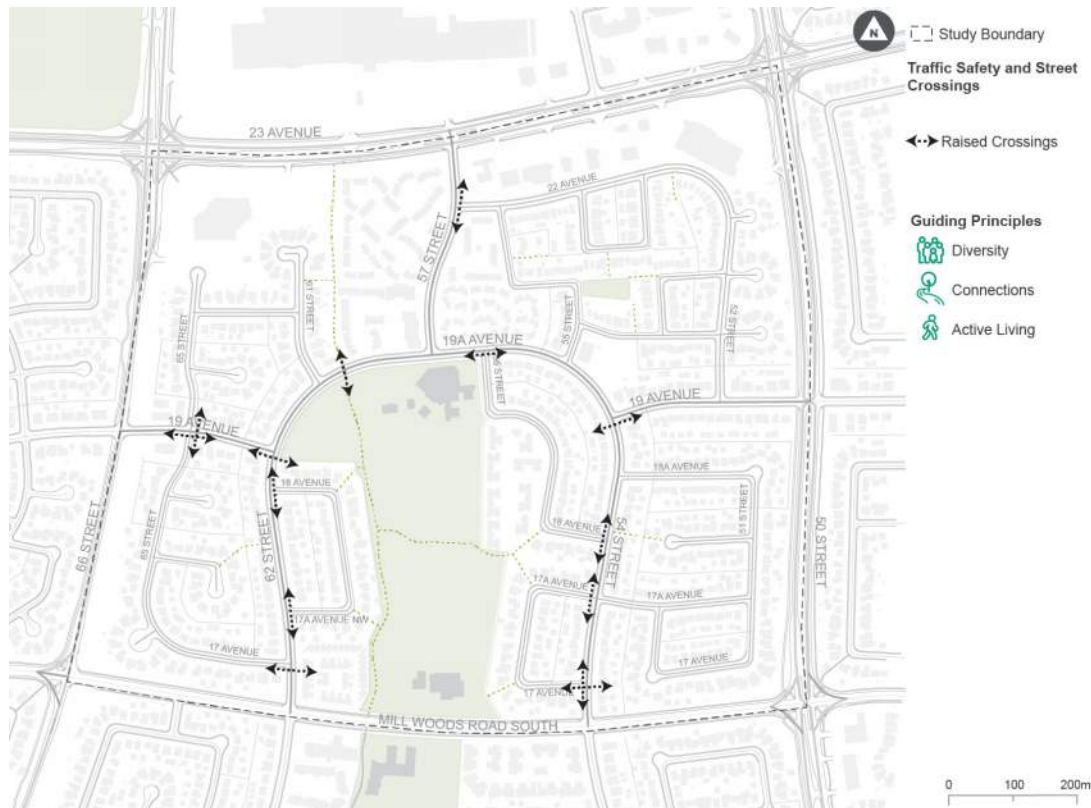 N
Study Boundary
Traffic Safety and Street
Crossings
Raised Crossings
Guiding Principles
Diversity
Connections
Active Living
23 AVENUE
22 AVENUE
57 STREET
61 STREET
65 STREET
55 STREET
52 STREET
19A AVENUE
19 AVENUE
19 AVENUE
18A AVENUE
18 AVENUE
18 AVENUE
66 STREET
65 STREET
62 STREET
54 STREET
51 STREET
50 STREET
17A AVENUE
17A AVENUE
17A AVENUE NW
17 AVENUE
17 AVENUE
17 AVENUE
MILL WOODS ROAD SOUTH
0 100 200m